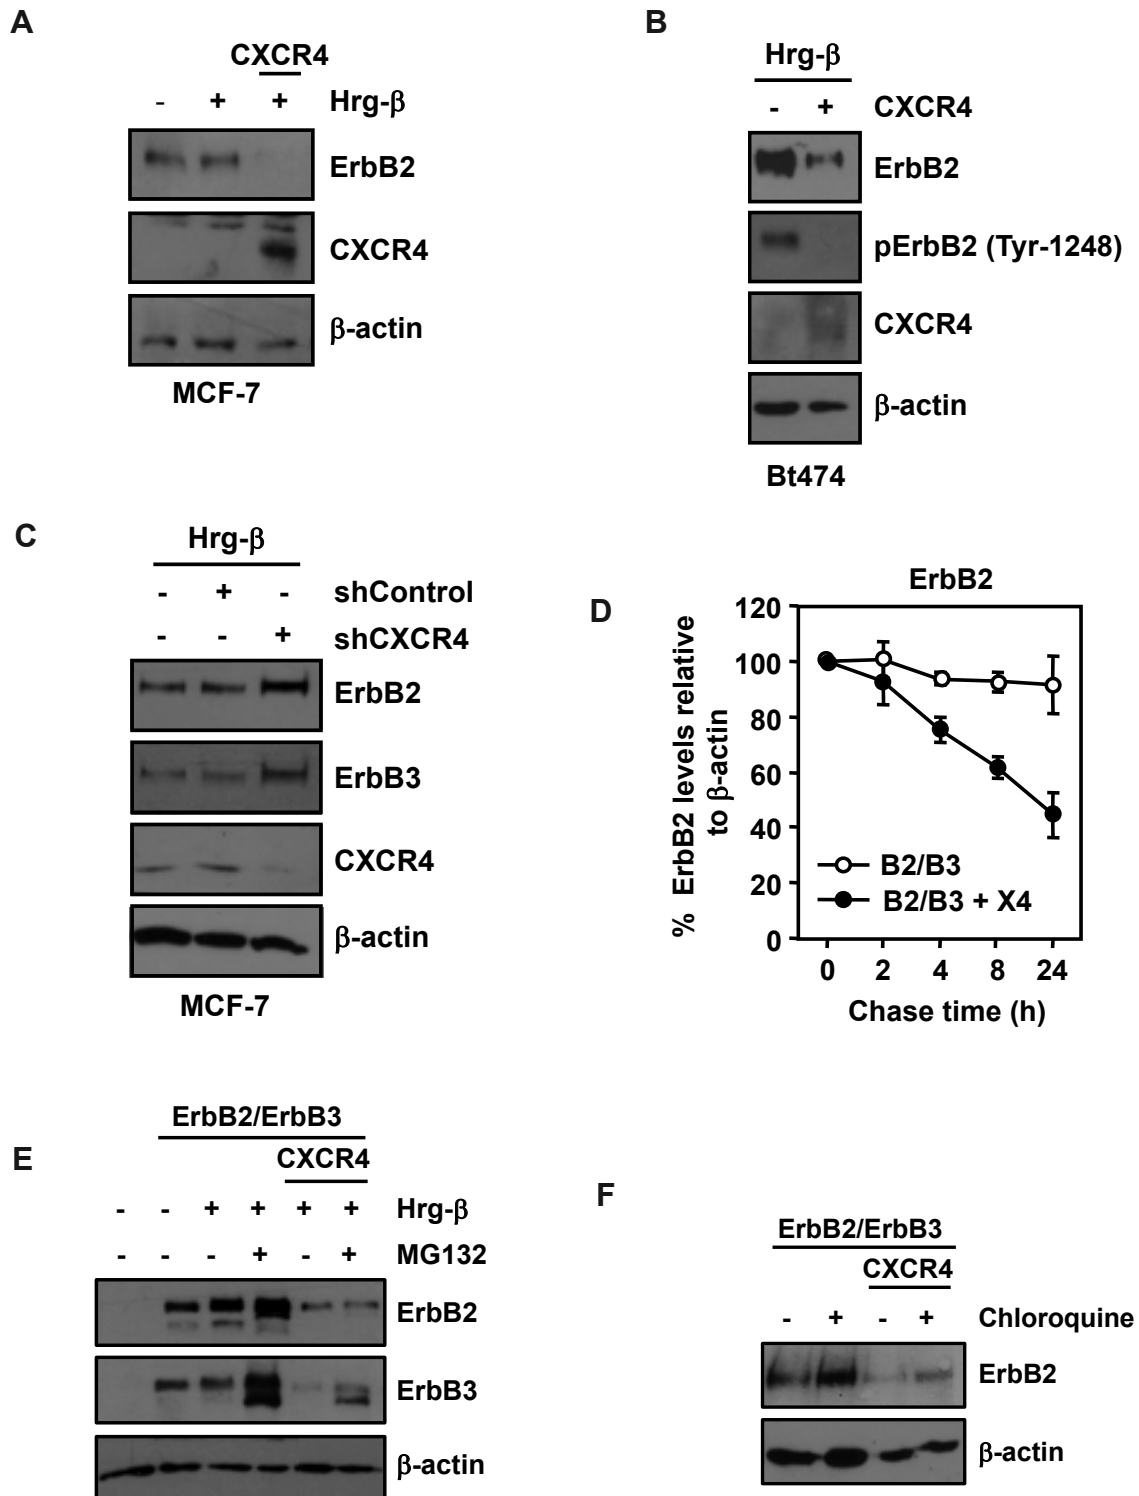 A
CXCR4
- + + Hrg-β
ErbB2
CXCR4
β-actin
MCF-7
B
Hrg-β
- + CXCR4
ErbB2
pErbB2 (Tyr-1248)
CXCR4
β-actin
Bt474
C
Hrg-β
- + - shControl
- - + shCXCR4
ErbB2
ErbB3
CXCR4
β-actin
MCF-7
D
ErbB2
% ErbB2 levels relative
to β-actin
120
100
80
60
40
20
0
B2/B3
B2/B3 + X4
0 2 4 8 24
Chase time (h)
E
ErbB2/ErbB3
CXCR4
- - + + + + Hrg-β
- - - + - + MG132
ErbB2
ErbB3
β-actin
F
ErbB2/ErbB3
CXCR4
- + - + Chloroquine
ErbB2
β-actin